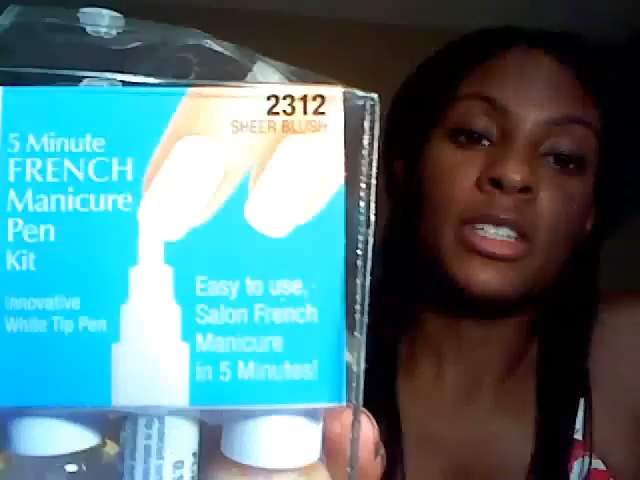 2312
SHEER BLUSH
5 Minute
FRENCH
Manicure
Pen
Kit
Innovative
White Tip Pen
Easy to use,
Salon French
Manicure
in 5 Minutes!